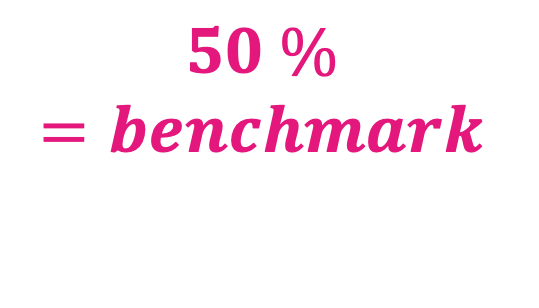 50 %
= benchmark